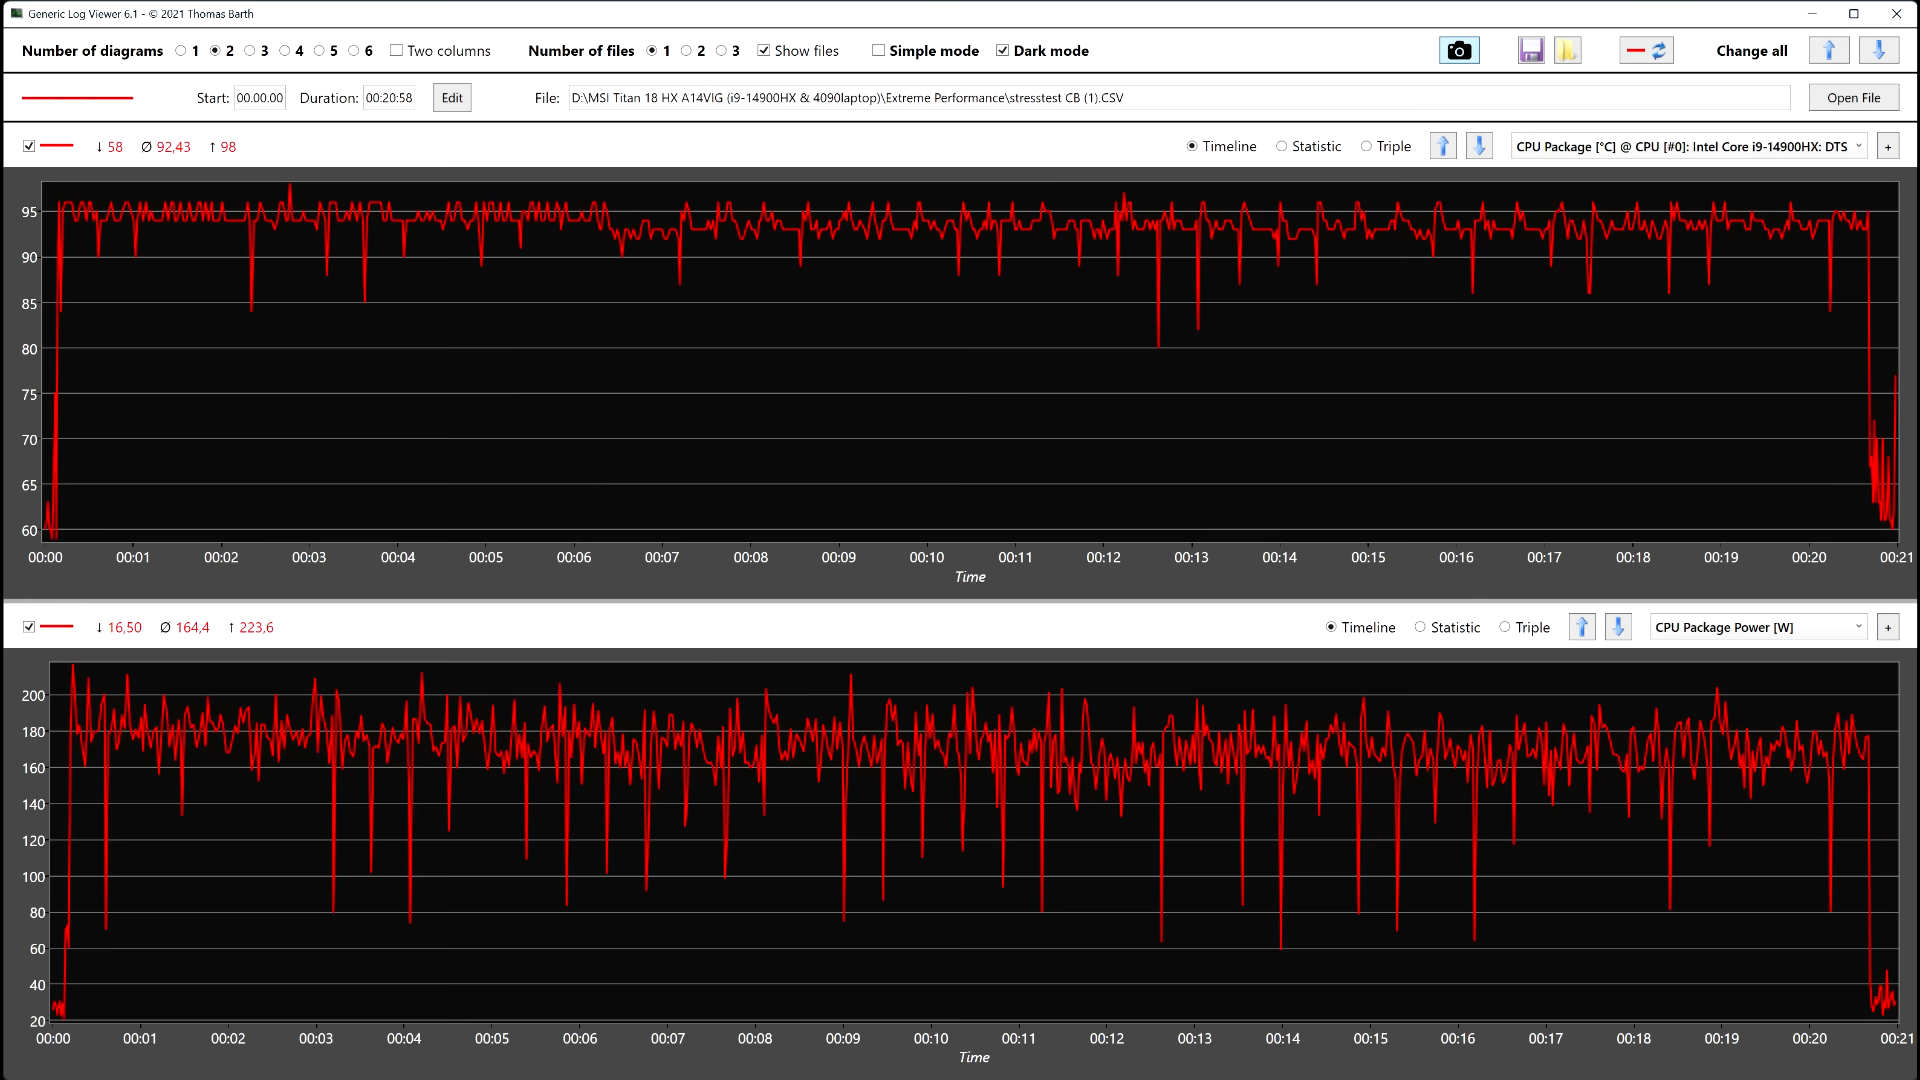 Generic Log Viewer 6.1 - © 2021 Thomas Barth
Number of diagrams 1 2 3 4 5 6 Two columns Number of files 1 2 3 Show files Simple mode Dark mode Change all
Start: 00.00.00 Duration: 00:20:58 Edit File: D:\MSI Titan 18 HX A14VIG (i9-14900HX & 4090laptop)\Extreme Performance\stresstest CB (1).CSV Open File
↓ 58 Ø 92,43 ↑ 98 Timeline Statistic Triple CPU Package [°C] @ CPU [#0]: Intel Core i9-14900HX: DTS +
95
90
85
80
75
70
65
60
00:00 00:01 00:02 00:03 00:04 00:05 00:06 00:07 00:08 00:09 00:10 00:11 00:12 00:13 00:14 00:15 00:16 00:17 00:18 00:19 00:20 00:21
Time
↓ 16,50 Ø 164,4 ↑ 223,6 Timeline Statistic Triple CPU Package Power [W] +
200
180
160
140
120
100
80
60
40
20
00:00 00:01 00:02 00:03 00:04 00:05 00:06 00:07 00:08 00:09 00:10 00:11 00:12 00:13 00:14 00:15 00:16 00:17 00:18 00:19 00:20 00:21
Time